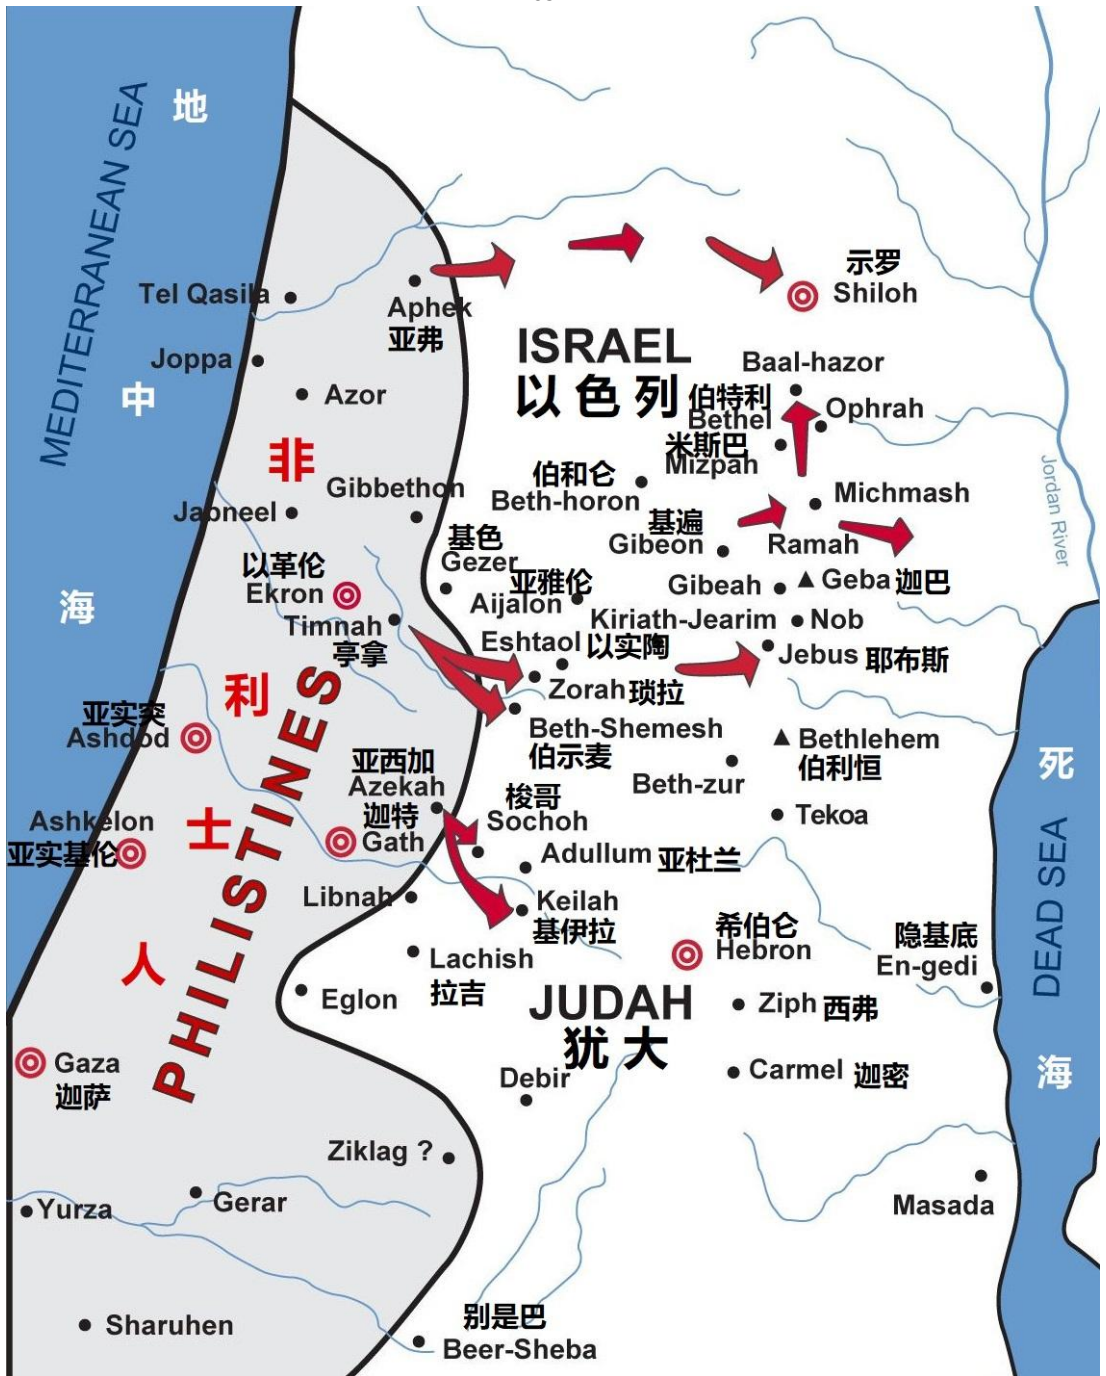 地
MEDITERRANEAN SEA
中
海
示罗
Shiloh
Tel Qasila
Aphek
亚弗
ISRAEL
以色列
Joppa
Azor
Baal-hazor
伯特利
Bethel
Ophrah
米斯巴
Mizpah
非
利
士
人
PHILISTINES
Gibbethon
伯和仑
Beth-horon
Michmash
Jordan River
Jabneel
基遍
Gibeon
Ramah
基色
Gezer
以革伦
Ekron
亚雅伦
Aijalon
Gibeah
Geba 迦巴
Timnah
亭拿
Kiriath-Jearim
Nob
Eshtaol 以实陶
Jebus 耶布斯
Zorah 琐拉
亚实突
Ashdod
Beth-Shemesh
伯示麦
Bethlehem
伯利恒
死
海
DEAD SEA
亚西加
Azekah
Beth-zur
迦特
Gath
梭哥
Sochoh
Tekoa
Ashkelon
亚实基伦
Adullum 亚杜兰
Libnah
Keilah
基伊拉
希伯仑
Hebron
隐基底
En-gedi
Lachish
拉吉
Eglon
JUDAH
犹大
Ziph 西弗
Gaza
迦萨
Debir
Carmel 迦密
Ziklag ?
Masada
Gerar
Yurza
Sharuhen
别是巴
Beer-Sheba